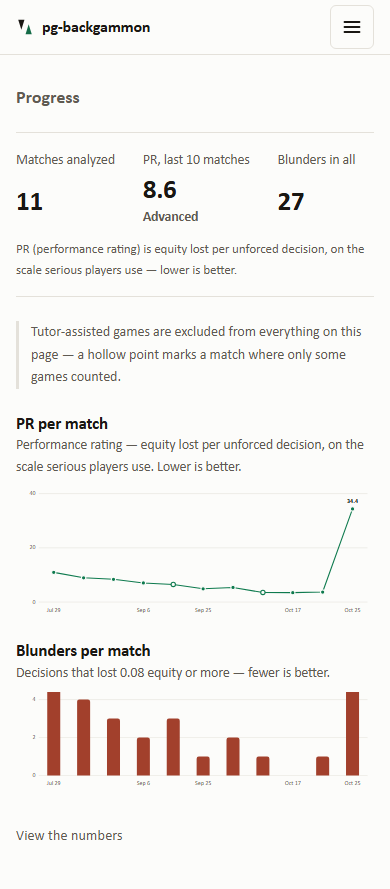 pg-backgammon
Progress
Matches analyzed
PR, last 10 matches
Blunders in all
11
8.6
27
Advanced
PR (performance rating) is equity lost per unforced decision, on the
scale serious players use — lower is better.
Tutor-assisted games are excluded from everything on this
page — a hollow point marks a match where only some
games counted.
PR per match
Performance rating — equity lost per unforced decision, on the
scale serious players use. Lower is better.
40
34.4
20
0
Jul 29
Sep 6
Sep 25
Oct 17
Oct 25
Blunders per match
Decisions that lost 0.08 equity or more — fewer is better.
4
2
0
Jul 29
Sep 6
Sep 25
Oct 17
Oct 25
View the numbers